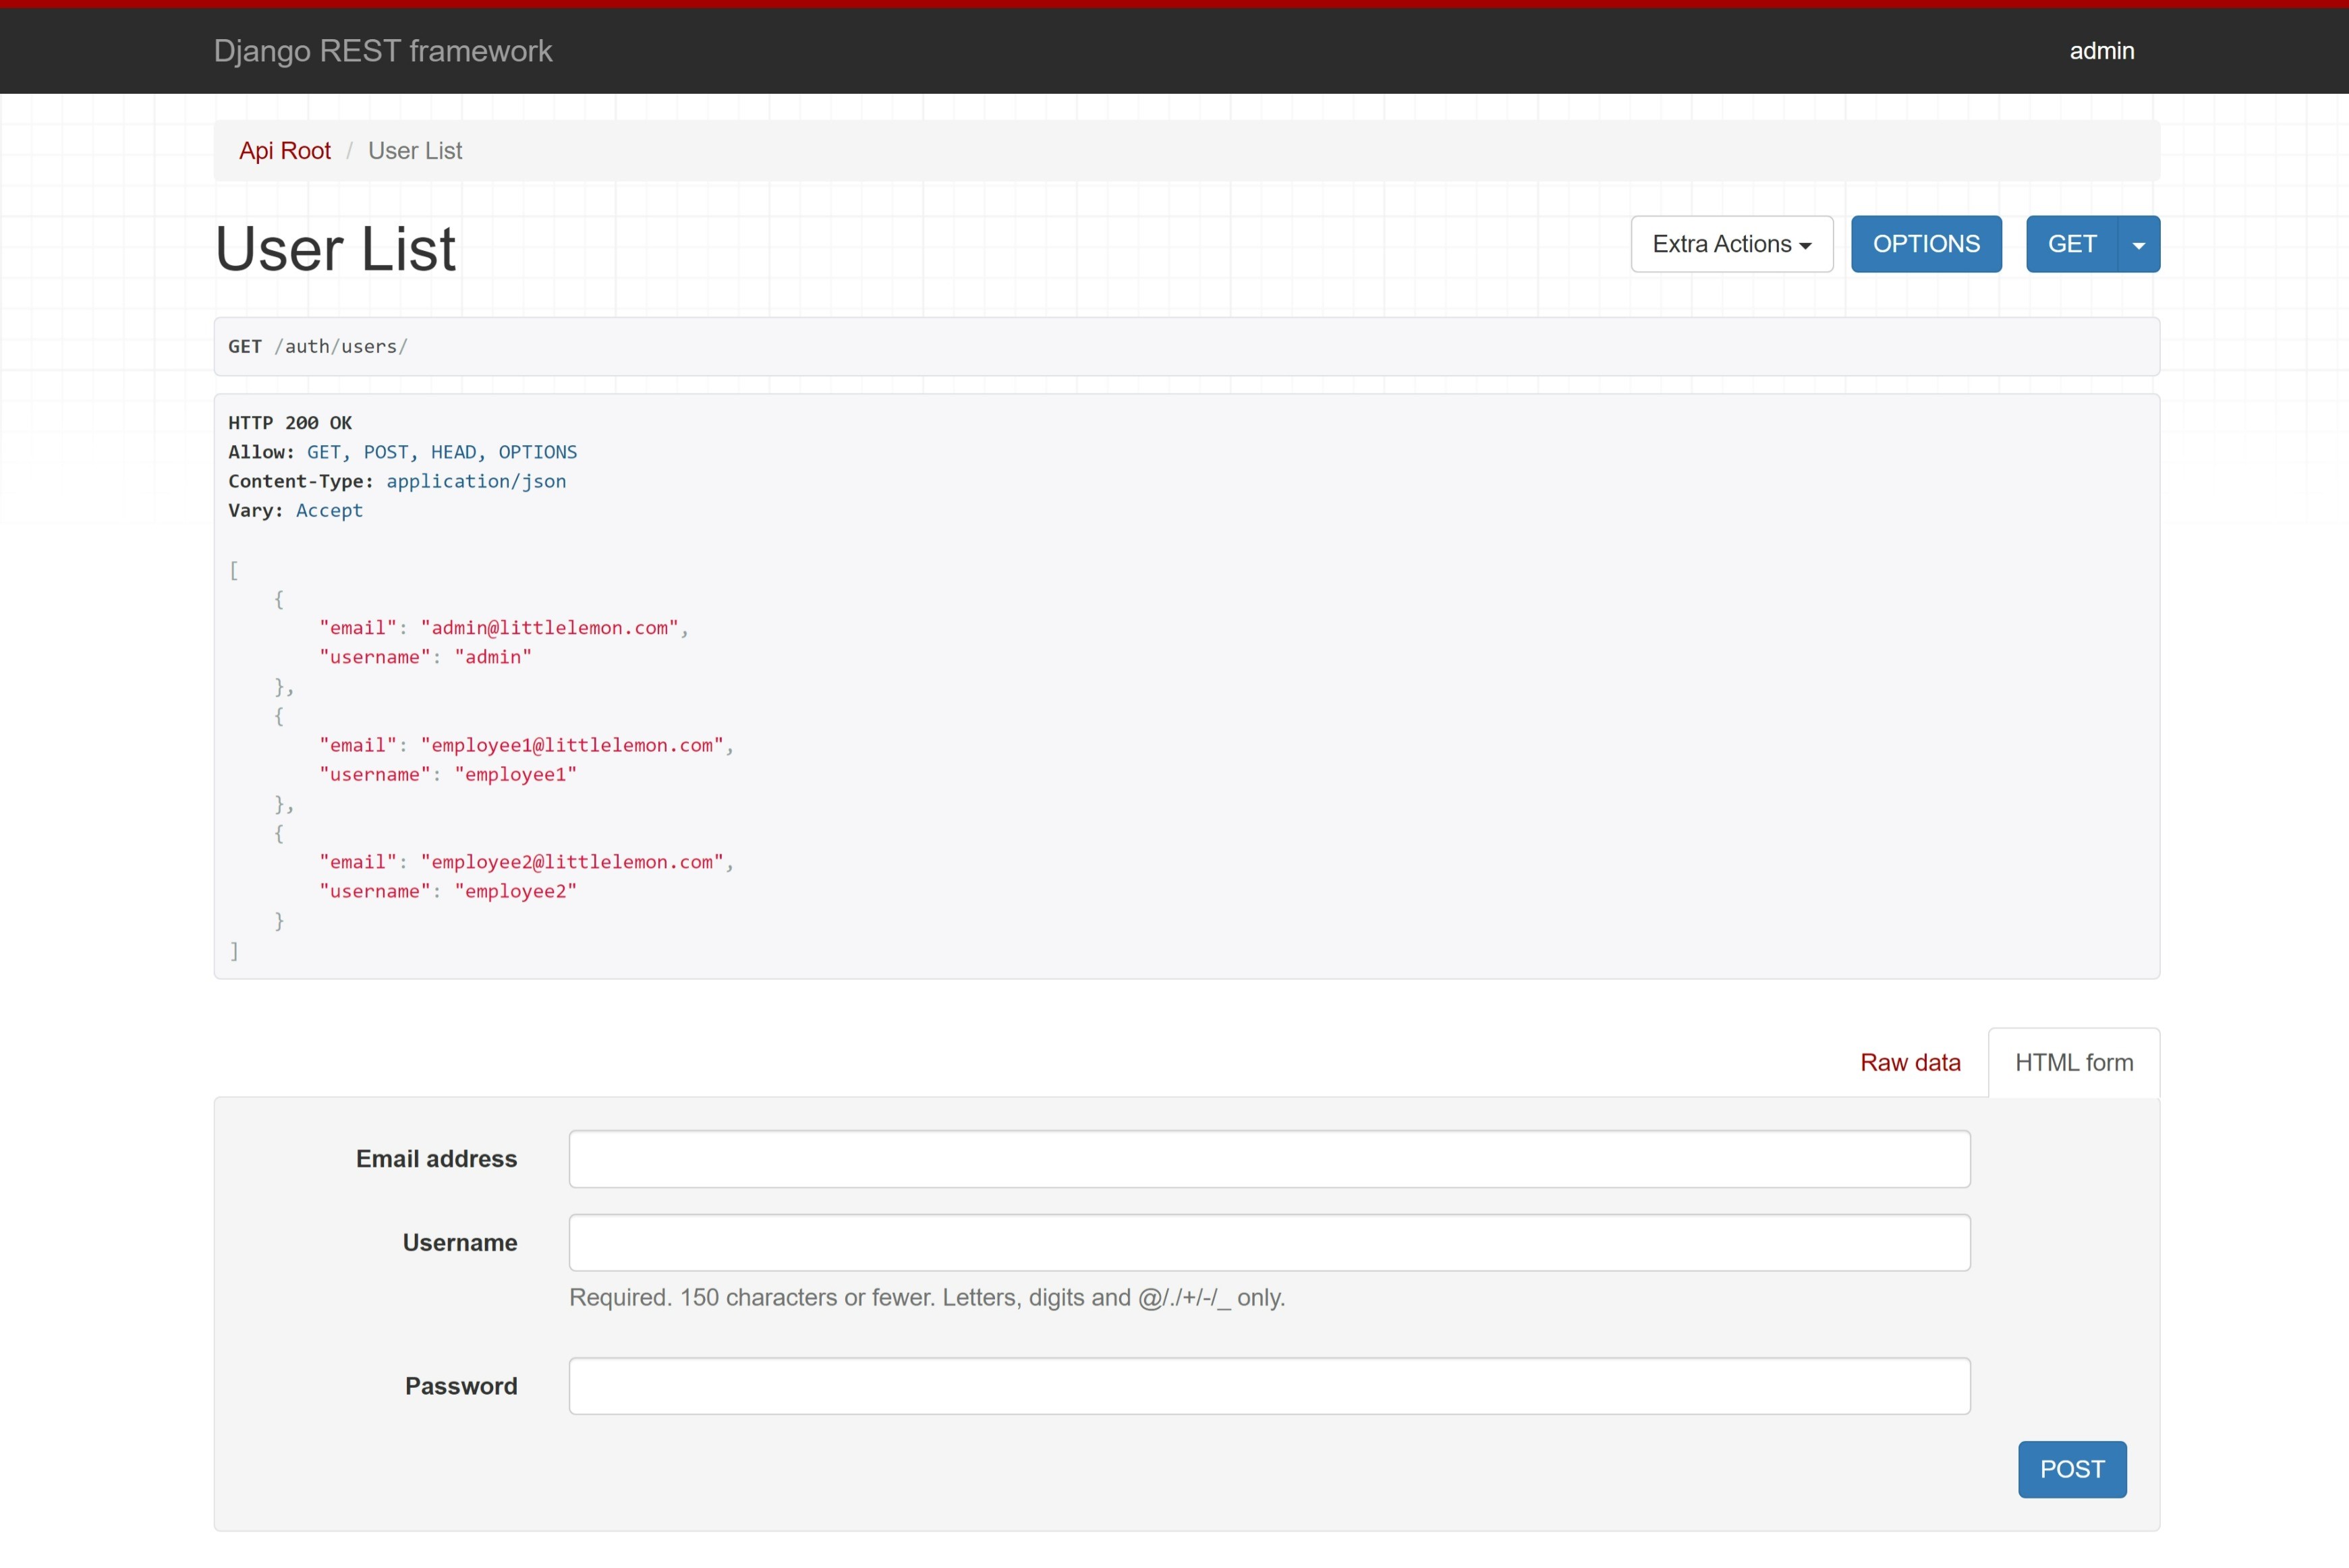 Django REST framework admin
Api Root / User List
User List Extra Actions OPTIONS GET
GET /auth/users/
HTTP 200 OK
Allow: GET, POST, HEAD, OPTIONS
Content-Type: application/json
Vary: Accept
[
    {
        "email": "admin@littlelemon.com",
        "username": "admin"
    },
    {
        "email": "employee1@littlelemon.com",
        "username": "employee1"
    },
    {
        "email": "employee2@littlelemon.com",
        "username": "employee2"
    }
]
Raw data HTML form
Email address
Username
Required. 150 characters or fewer. Letters, digits and @/./+/-/_ only.
Password
POST